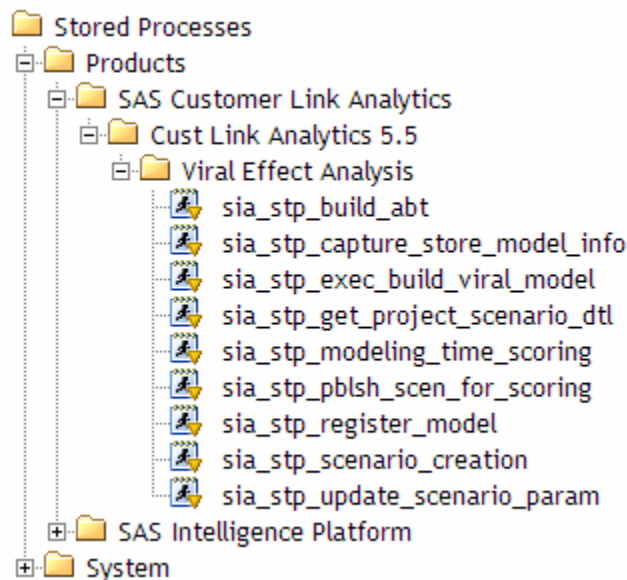 Stored Processes
Products
SAS Customer Link Analytics
Cust Link Analytics 5.5
Viral Effect Analysis
sia_stp_build_abt
sia_stp_capture_store_model_info
sia_stp_exec_build_viral_model
sia_stp_get_project_scenario_dtl
sia_stp_modeling_time_scoring
sia_stp_pblsh_scen_for_scoring
sia_stp_register_model
sia_stp_scenario_creation
sia_stp_update_scenario_param
SAS Intelligence Platform
System